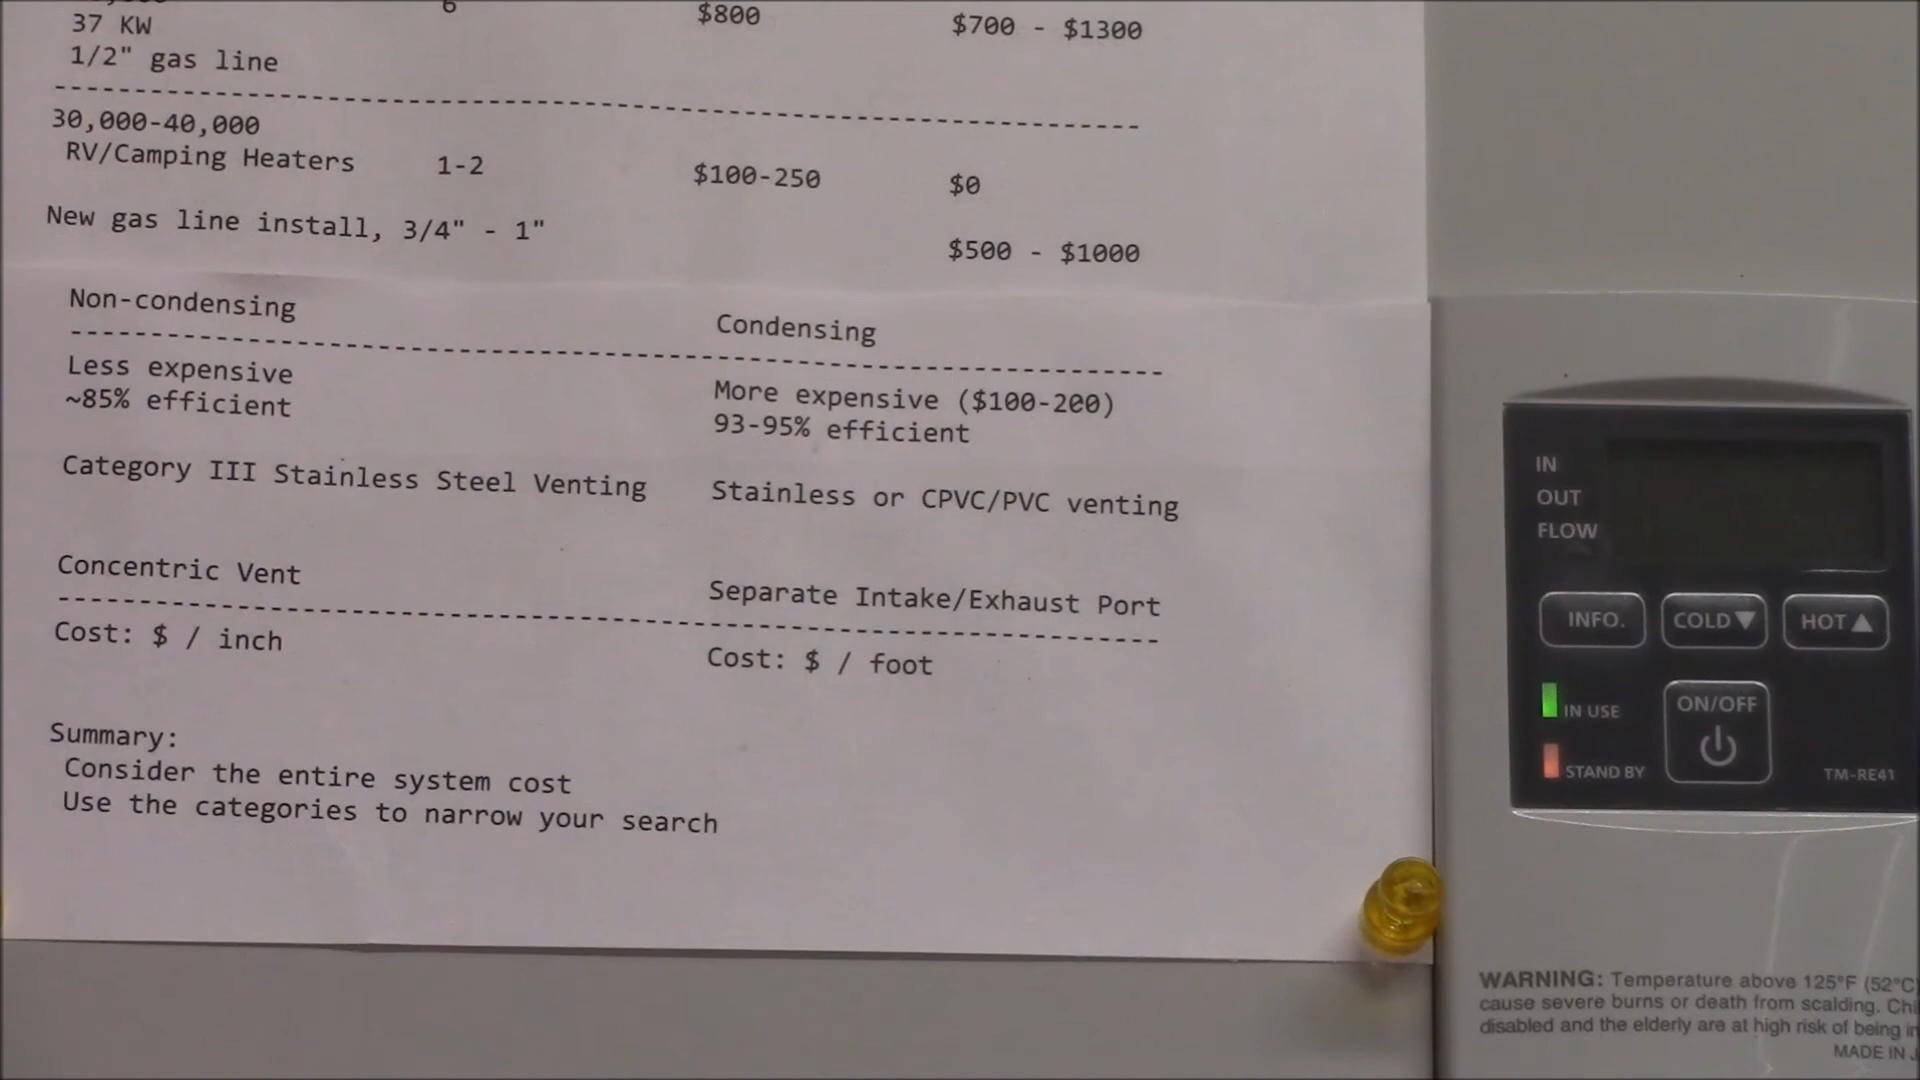 6 $800 $700 - $1300
37 KW
1/2" gas line
30,000-40,000
RV/Camping Heaters 1-2 $100-250 $0
New gas line install, 3/4" - 1" $500 - $1000
Non-condensing Condensing
Less expensive More expensive ($100-200)
~85% efficient 93-95% efficient
Category III Stainless Steel Venting Stainless or CPVC/PVC venting
Concentric Vent Separate Intake/Exhaust Port
Cost: $ / inch Cost: $ / foot
Summary:
Consider the entire system cost
Use the categories to narrow your search
IN
OUT
FLOW
INFO. COLD▼ HOT▲
IN USE ON/OFF
STAND BY TM-RE41
WARNING: Temperature above 125°F (52°C
cause severe burns or death from scalding. Chi
disabled and the elderly are at high risk of being in
MADE IN J